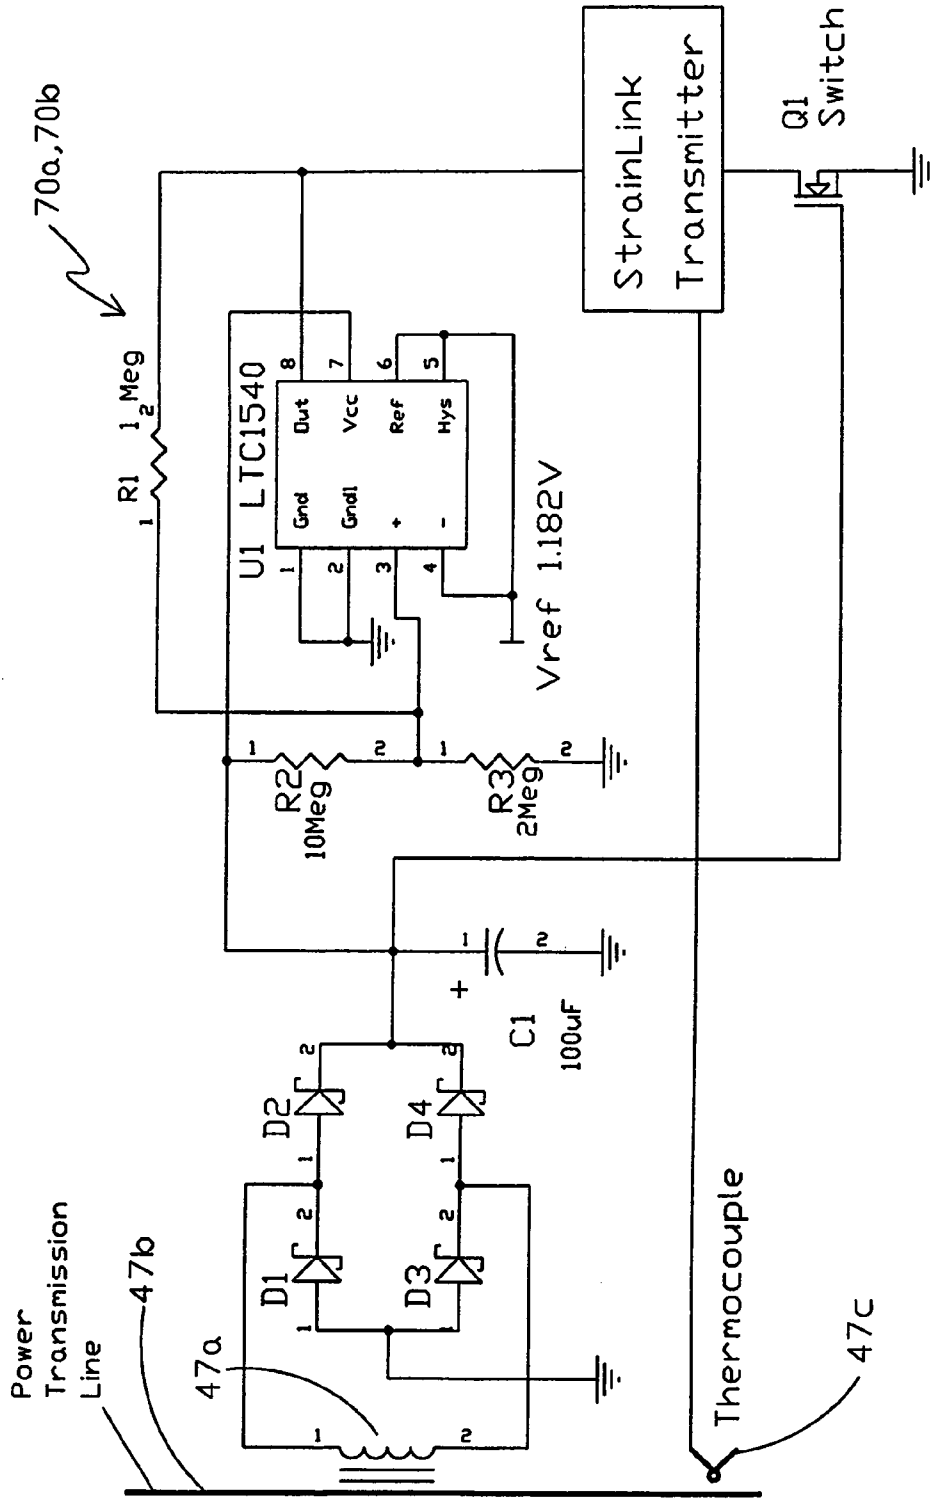 70a,70b
R1 1 Meg
1 2
U1 LTC1540
1 Gnd Out 8
2 Gnd1 Vcc 7
3 + Ref 6
4 - Hys 5
Vref 1.182V
StrainLink
Transmitter
Q1
Switch
1
R2
10Meg
2
1
R3
2Meg
2
+
1
2
C1
100uF
D2
2
1
D4
2
1
D1
2
1
D3
2
1
Power
Transmission
Line
47b
47a
1
2
Thermocouple
47c